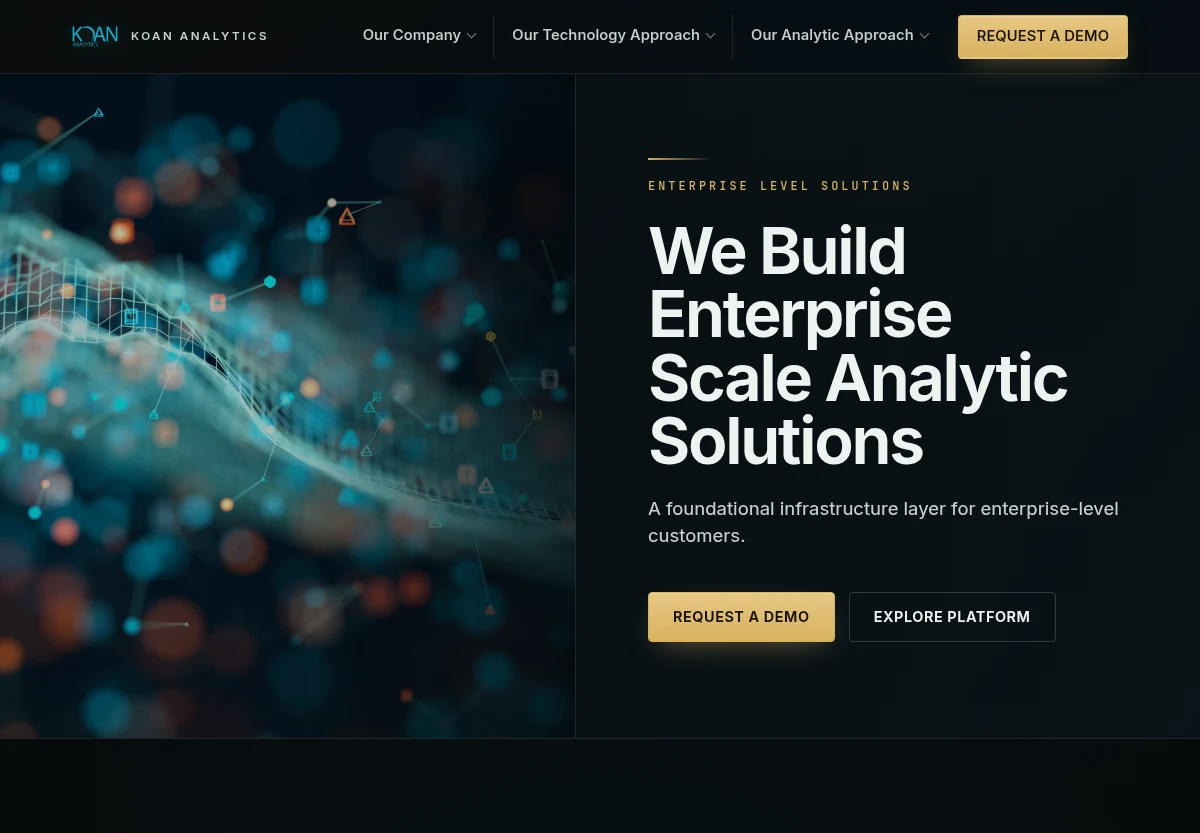 KOAN
ANALYTICS
KOAN ANALYTICS
Our Company
Our Technology Approach
Our Analytic Approach
REQUEST A DEMO
ENTERPRISE LEVEL SOLUTIONS
We Build
Enterprise
Scale Analytic
Solutions
A foundational infrastructure layer for enterprise-level
customers.
REQUEST A DEMO
EXPLORE PLATFORM